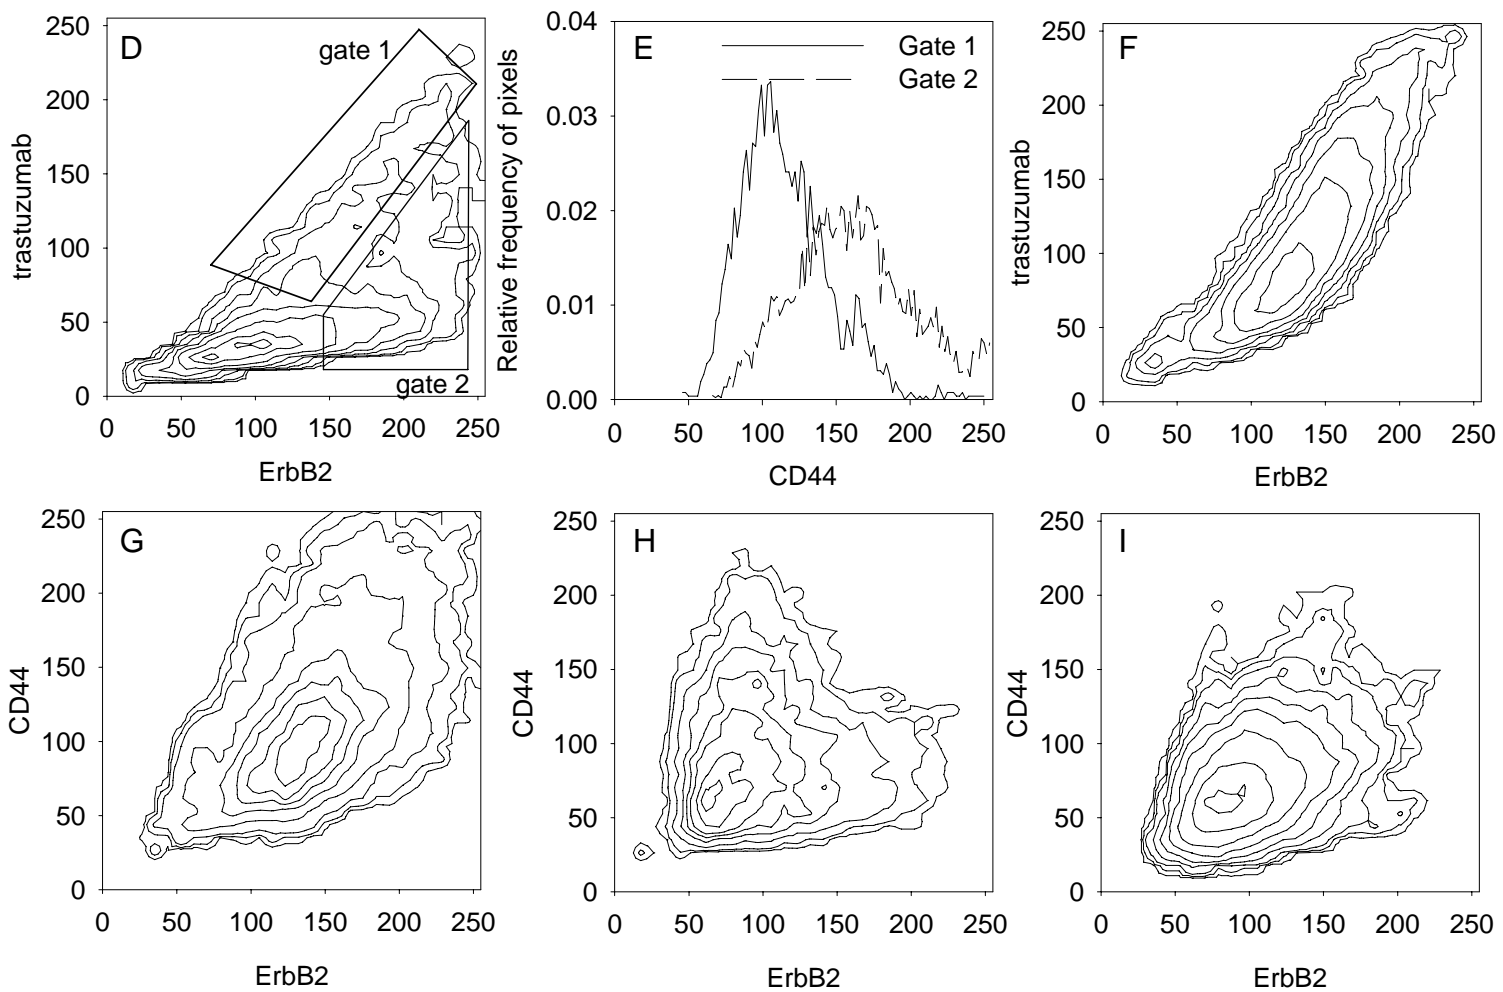 D
gate 1
gate 2
trastuzumab
250
200
150
100
50
0
0 50 100 150 200 250
ErbB2
E
Gate 1
Gate 2
Relative frequency of pixels
0.04
0.03
0.02
0.01
0.00
0 50 100 150 200 250
CD44
F
trastuzumab
250
200
150
100
50
0
0 50 100 150 200 250
ErbB2
G
CD44
250
200
150
100
50
0
0 50 100 150 200 250
ErbB2
H
CD44
250
200
150
100
50
0
0 50 100 150 200 250
ErbB2
I
CD44
250
200
150
100
50
0
0 50 100 150 200 250
ErbB2